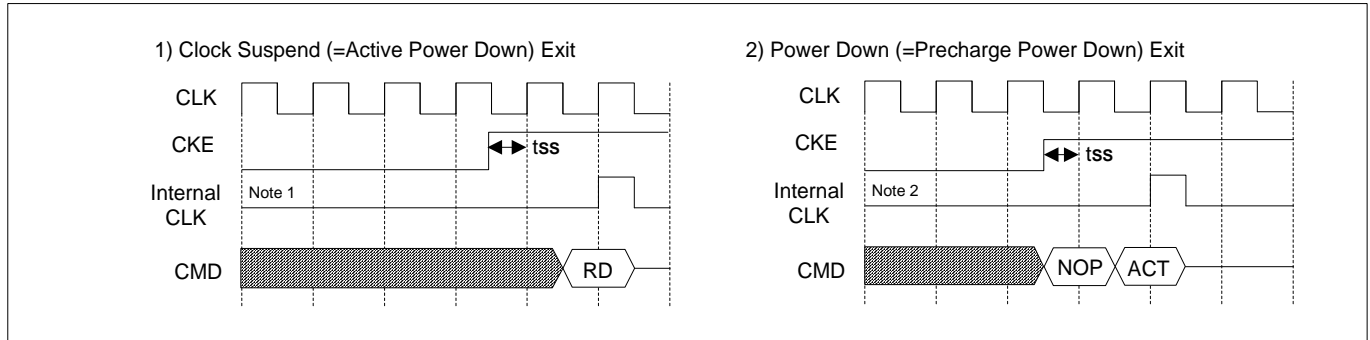 1) Clock Suspend (=Active Power Down) Exit
CLK
CKE
tss
Internal
CLK
Note 1
CMD
RD
2) Power Down (=Precharge Power Down) Exit
CLK
CKE
tss
Internal
CLK
Note 2
CMD
NOP
ACT